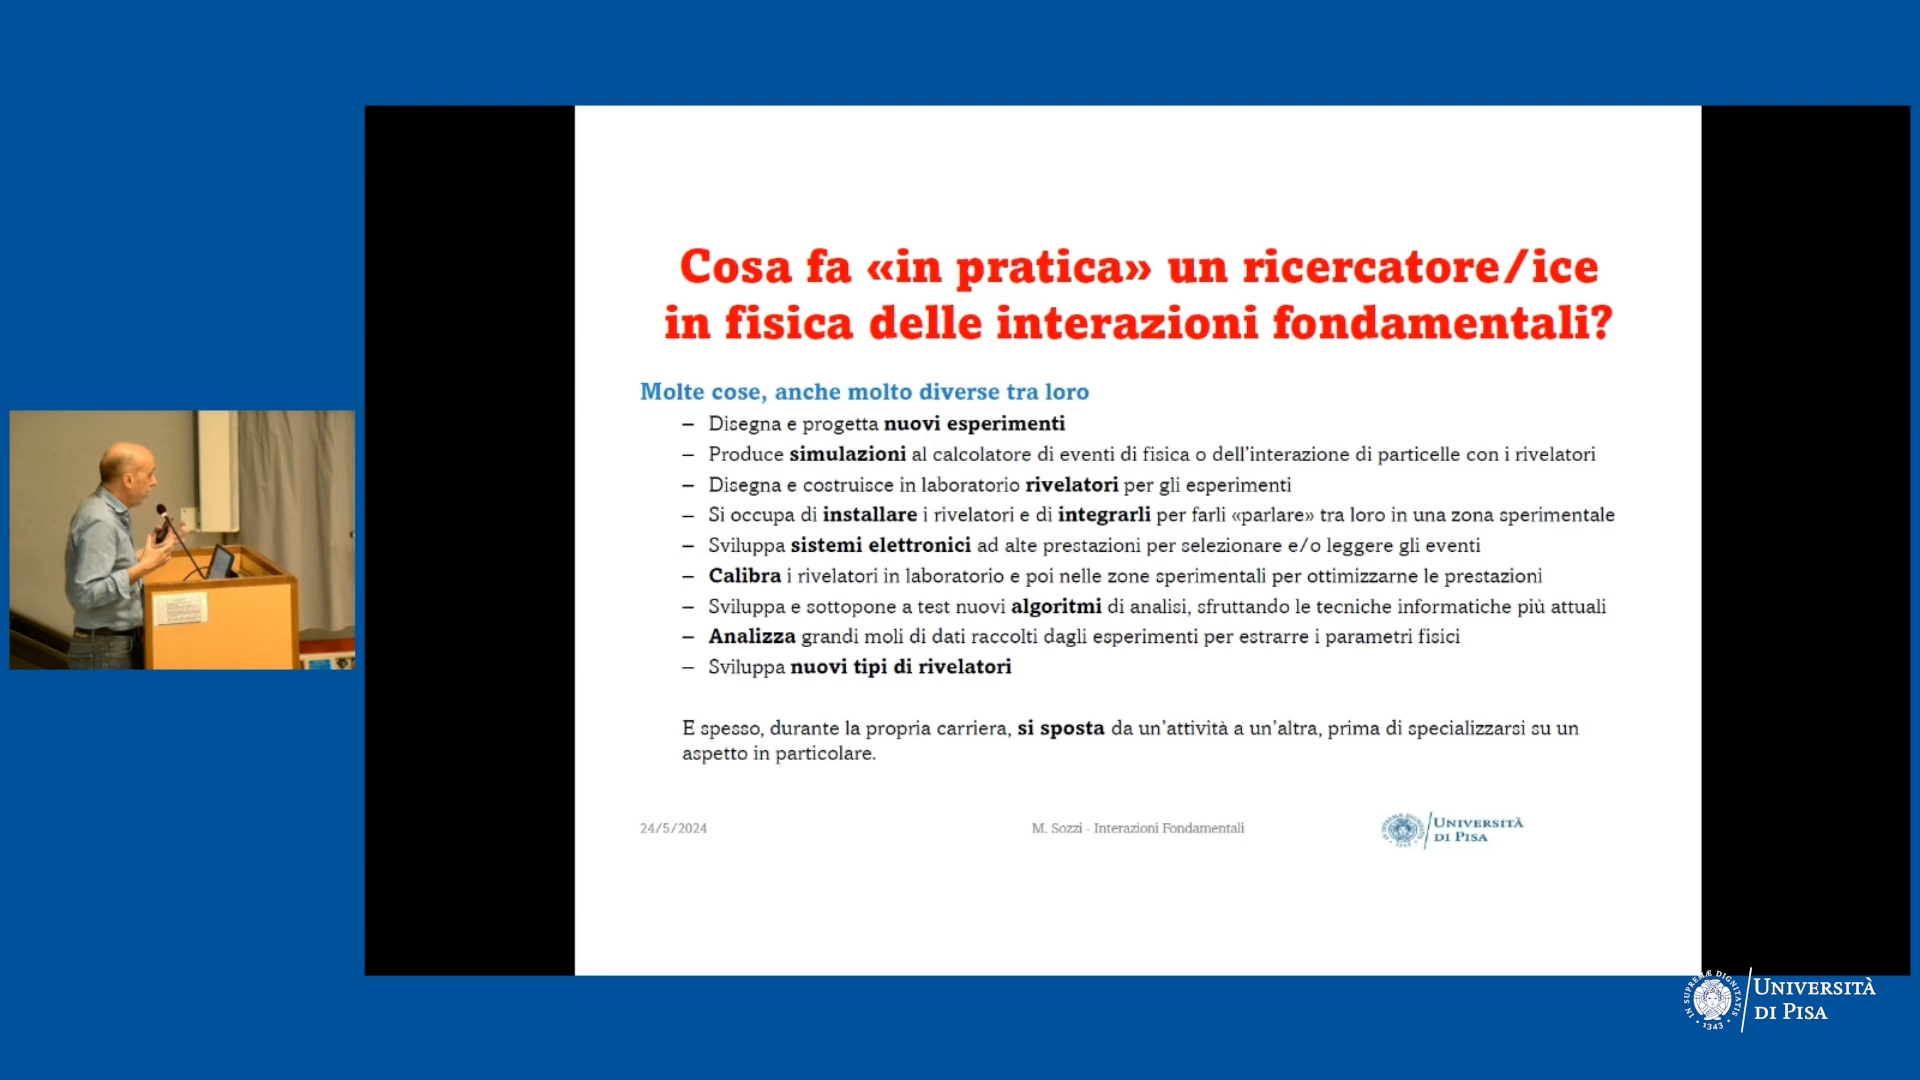 Cosa fa «in pratica» un ricercatore/ice
in fisica delle interazioni fondamentali?
Molte cose, anche molto diverse tra loro
– Disegna e progetta nuovi esperimenti
– Produce simulazioni al calcolatore di eventi di fisica o dell'interazione di particelle con i rivelatori
– Disegna e costruisce in laboratorio rivelatori per gli esperimenti
– Si occupa di installare i rivelatori e di integrarli per farli «parlare» tra loro in una zona sperimentale
– Sviluppa sistemi elettronici ad alte prestazioni per selezionare e/o leggere gli eventi
– Calibra i rivelatori in laboratorio e poi nelle zone sperimentali per ottimizzarne le prestazioni
– Sviluppa e sottopone a test nuovi algoritmi di analisi, sfruttando le tecniche informatiche più attuali
– Analizza grandi moli di dati raccolti dagli esperimenti per estrarre i parametri fisici
– Sviluppa nuovi tipi di rivelatori
E spesso, durante la propria carriera, si sposta da un'attività a un'altra, prima di specializzarsi su un
aspetto in particolare.
24/5/2024
M. Sozzi - Interazioni Fondamentali
UNIVERSITÀ
DI PISA
IN SUPREMÆ DIGNITATIS
1343
UNIVERSITÀ
DI PISA